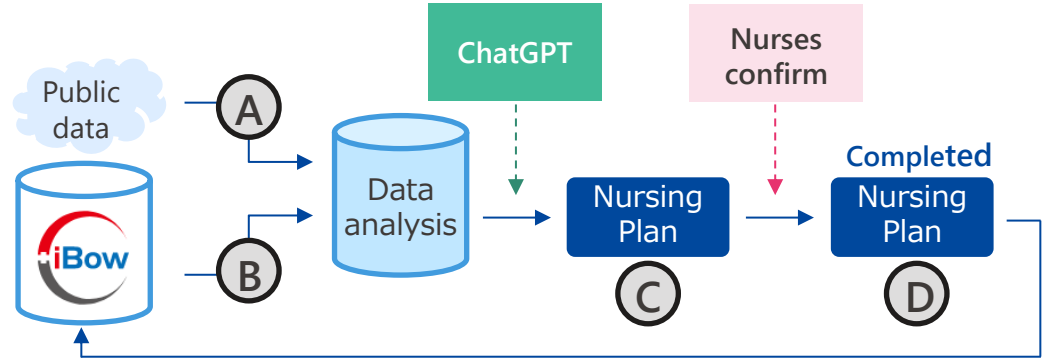 ChatGPT
Nurses
confirm
Public
data
A
Completed
Data
analysis
Nursing
Plan
Nursing
Plan
iBow
B
C
D